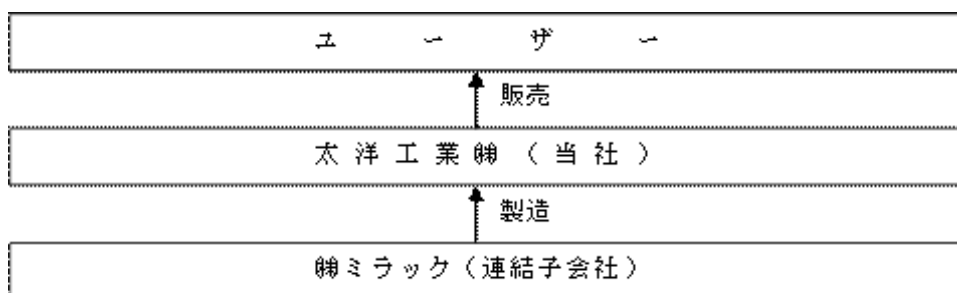 ユーザー
販売
太洋工業㈱（当社）
製造
㈱ミラック（連結子会社）